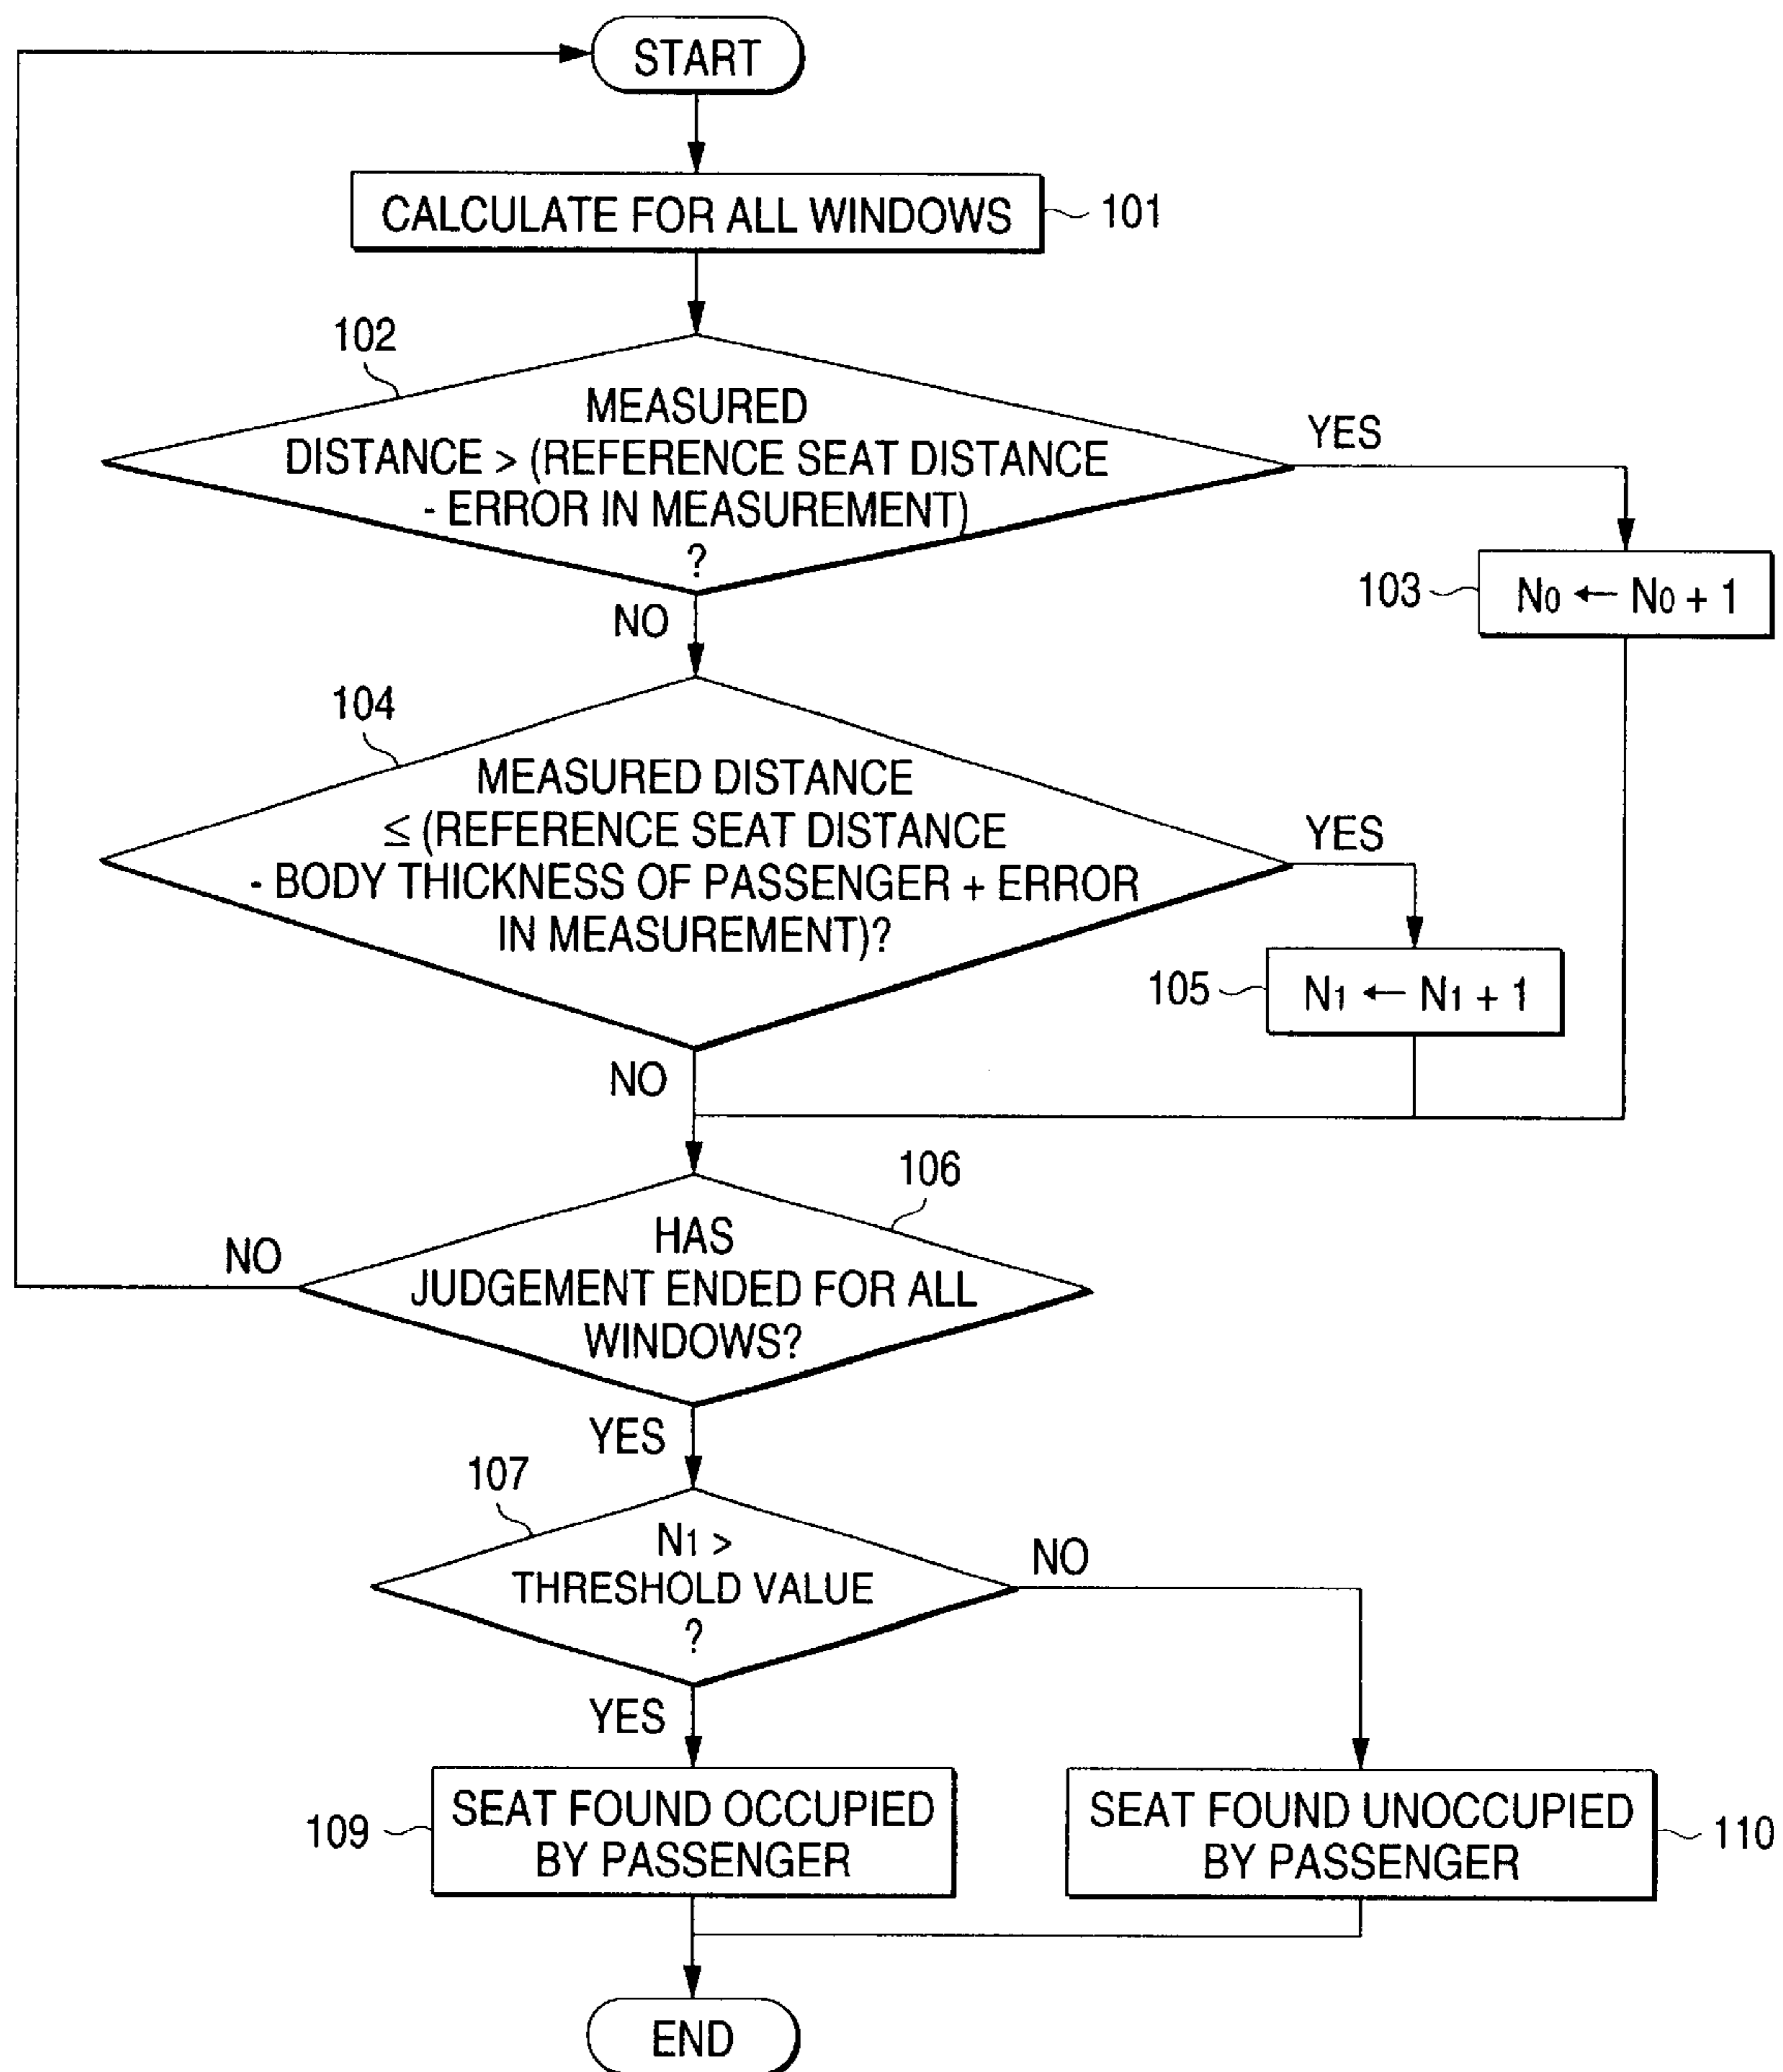 START
CALCULATE FOR ALL WINDOWS
101
102
MEASURED
DISTANCE > (REFERENCE SEAT DISTANCE
- ERROR IN MEASUREMENT)
?
YES
NO
103
N0 ← N0 + 1
104
MEASURED DISTANCE
≤ (REFERENCE SEAT DISTANCE
- BODY THICKNESS OF PASSENGER + ERROR
IN MEASUREMENT)?
YES
105
N1 ← N1 + 1
NO
106
HAS
JUDGEMENT ENDED FOR ALL
WINDOWS?
NO
YES
107
N1 >
THRESHOLD VALUE
?
NO
YES
109
SEAT FOUND OCCUPIED
BY PASSENGER
SEAT FOUND UNOCCUPIED
BY PASSENGER
110
END